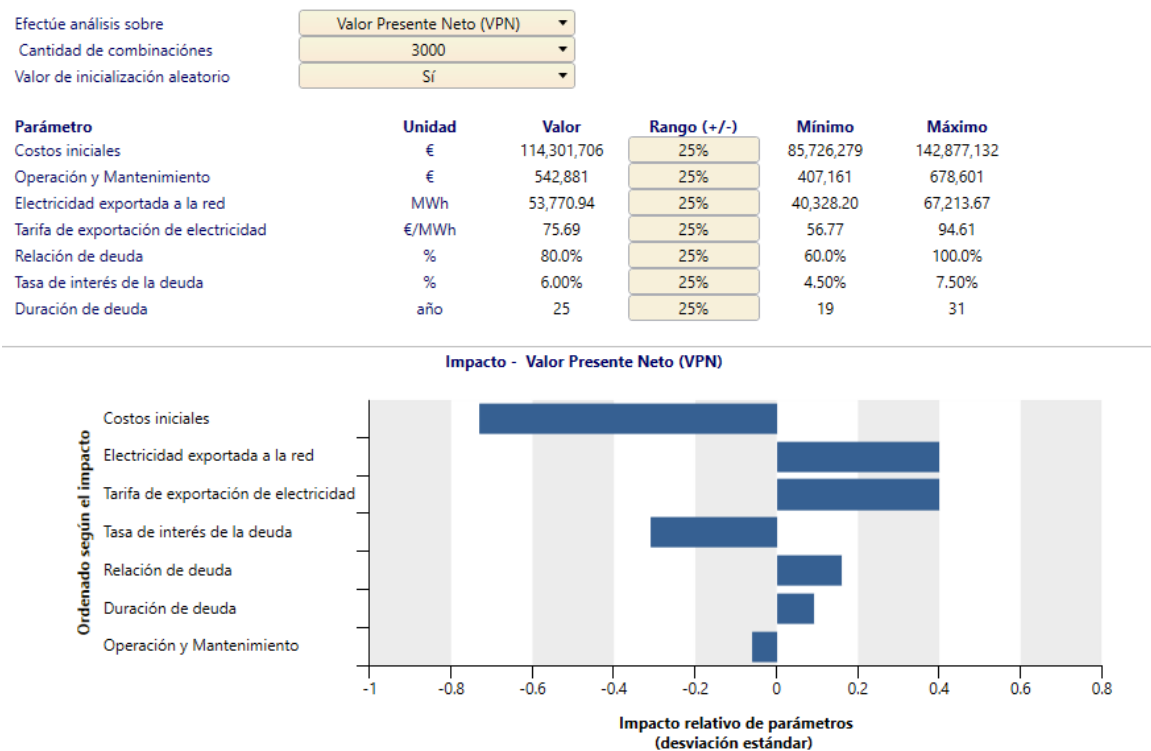 Efectúe análisis sobre Valor Presente Neto (VPN)
Cantidad de combinaciónes 3000
Valor de inicialización aleatorio Sí
Parámetro Unidad Valor Rango (+/-) Mínimo Máximo
Costos iniciales € 114,301,706 25% 85,726,279 142,877,132
Operación y Mantenimiento € 542,881 25% 407,161 678,601
Electricidad exportada a la red MWh 53,770.94 25% 40,328.20 67,213.67
Tarifa de exportación de electricidad €/MWh 75.69 25% 56.77 94.61
Relación de deuda % 80.0% 25% 60.0% 100.0%
Tasa de interés de la deuda % 6.00% 25% 4.50% 7.50%
Duración de deuda año 25 25% 19 31
Impacto - Valor Presente Neto (VPN)
Ordenado según el impacto
Costos iniciales
Electricidad exportada a la red
Tarifa de exportación de electricidad
Tasa de interés de la deuda
Relación de deuda
Duración de deuda
Operación y Mantenimiento
-1 -0.8 -0.6 -0.4 -0.2 0 0.2 0.4 0.6 0.8
Impacto relativo de parámetros
(desviación estándar)